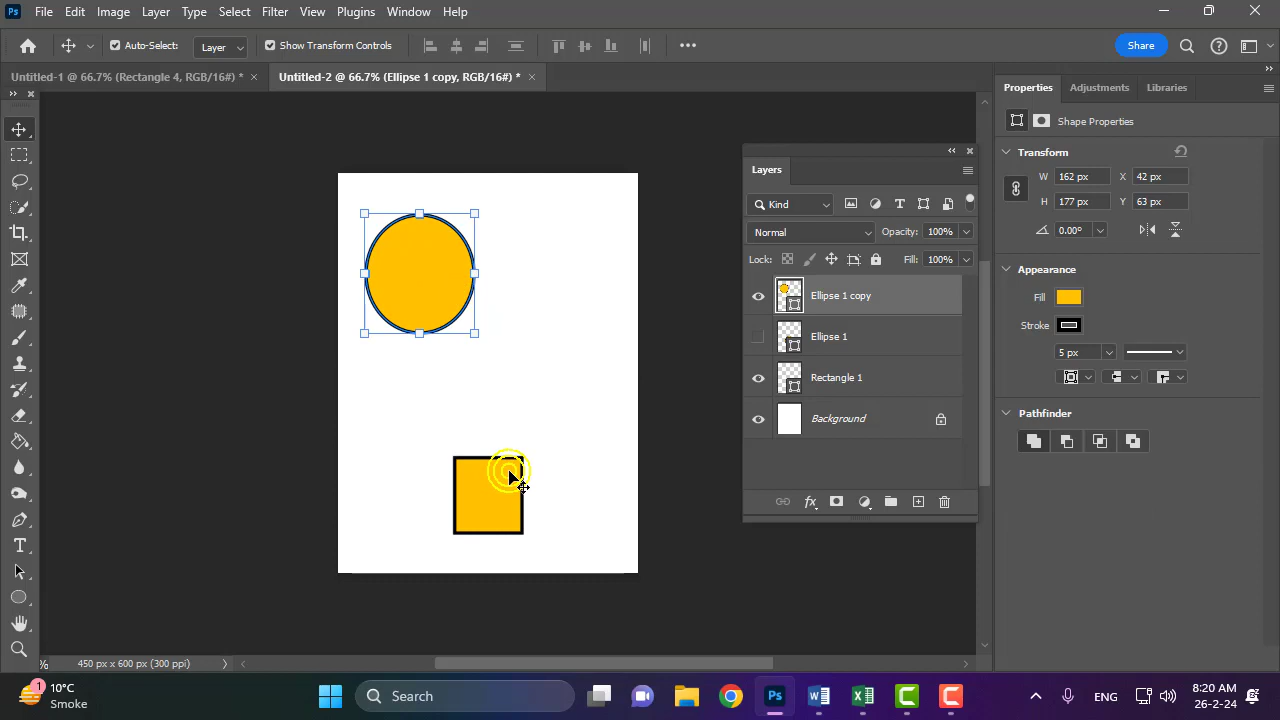 Ps File Edit Image Layer Type Select Filter View Plugins Window Help
Auto-Select: Layer Show Transform Controls Share
Untitled-1 @ 66.7% (Rectangle 4, RGB/16#) * Untitled-2 @ 66.7% (Ellipse 1 copy, RGB/16#) *
Properties Adjustments Libraries
Shape Properties
Transform
W 162 px X 42 px
H 177 px Y 63 px
0.00°
Appearance
Fill
Stroke
5 px
Pathfinder
Layers
Kind
Normal Opacity: 100%
Lock: Fill: 100%
Ellipse 1 copy
Ellipse 1
Rectangle 1
Background
fx
% 450 px x 600 px (300 ppi)
1 10°C
Smoke
Search
Ps
ENG
8:20 AM
26-2-24